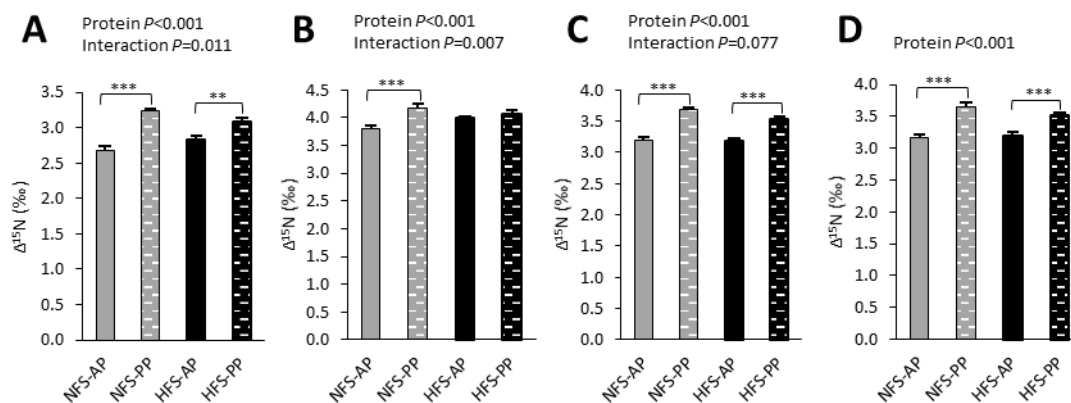 A
Protein P<0.001
Interaction P=0.011
*** **
3.5
3.0
2.5
2.0
1.5
1.0
0.5
0.0
Δ¹⁵N (‰)
NFS-AP
NFS-PP
HFS-AP
HFS-PP
B
Protein P<0.001
Interaction P=0.007
***
4.5
4.0
3.5
3.0
2.5
2.0
1.5
1.0
0.5
0.0
Δ¹⁵N (‰)
NFS-AP
NFS-PP
HFS-AP
HFS-PP
C
Protein P<0.001
Interaction P=0.077
*** ***
4.0
3.5
3.0
2.5
2.0
1.5
1.0
0.5
0.0
Δ¹⁵N (‰)
NFS-AP
NFS-PP
HFS-AP
HFS-PP
D
Protein P<0.001
*** ***
4.0
3.5
3.0
2.5
2.0
1.5
1.0
0.5
0.0
Δ¹⁵N (‰)
NFS-AP
NFS-PP
HFS-AP
HFS-PP